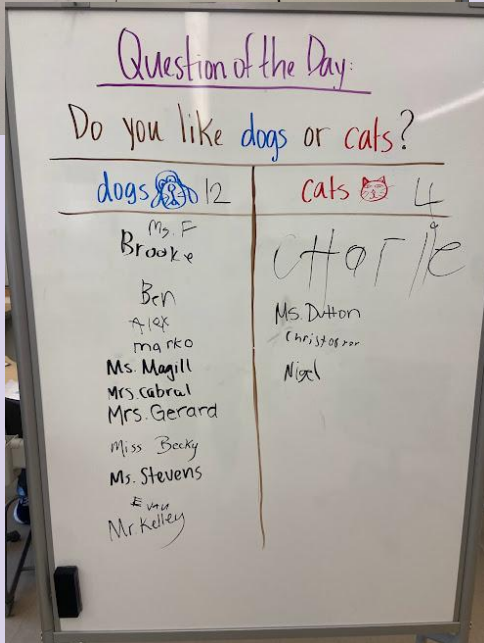 Question of the Day:
Do you like dogs or cats?
dogs 12
Ms. F
Brooke
Ben
Alex
marko
Ms. Magill
Mrs. Cabral
Mrs. Gerard
Miss Becky
Ms. Stevens
Evan
Mr. Kelley
cats 4
CHarlie
Ms. Dutton
Nigel